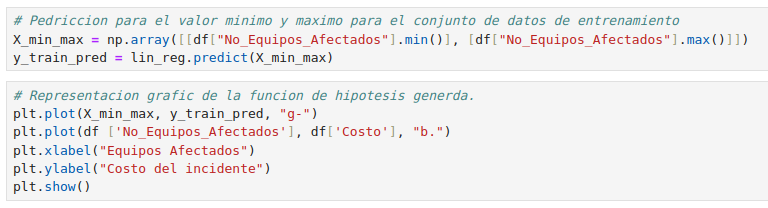 # Pedriccion para el valor minimo y maximo para el conjunto de datos de entrenamiento
X_min_max = np.array([[df["No_Equipos_Afectados"].min()], [df["No_Equipos_Afectados"].max()]])
y_train_pred = lin_reg.predict(X_min_max)
# Representacion grafic de la funcion de hipotesis generda.
plt.plot(X_min_max, y_train_pred, "g-")
plt.plot(df ['No_Equipos_Afectados'], df['Costo'], "b.")
plt.xlabel("Equipos Afectados")
plt.ylabel("Costo del incidente")
plt.show()